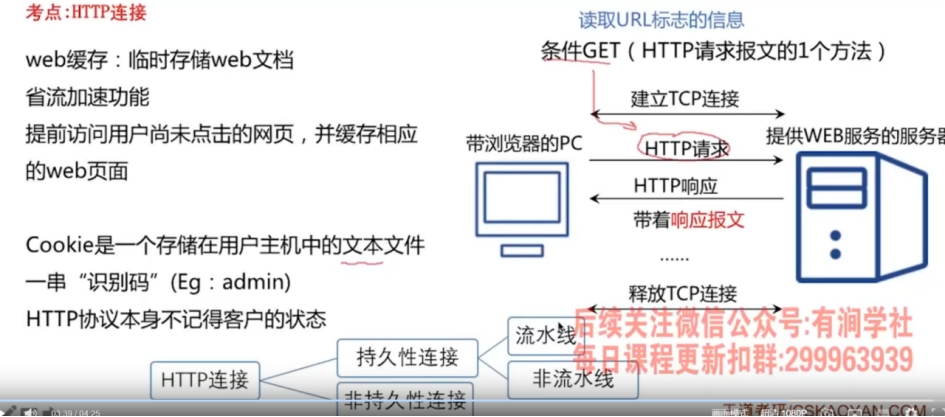 考点:HTTP连接
web缓存：临时存储web文档
省流加速功能
提前访问用户尚未点击的网页，并缓存相应
的web页面
Cookie是一个存储在用户主机中的文本文件
一串“识别码”(Eg：admin)
HTTP协议本身不记得客户的状态
读取URL标志的信息
条件GET（HTTP请求报文的1个方法）
建立TCP连接
带浏览器的PC
HTTP请求
提供WEB服务的服务器
HTTP响应
带着响应报文
......
释放TCP连接
后续关注微信公众号:有涧学社
每日课程更新扣群:299963939
HTTP连接
持久性连接
非持久性连接
流水线
非流水线
03:39 / 04:25
画面模式
超清 1080P
王道考研/CSKAOYAN.COM